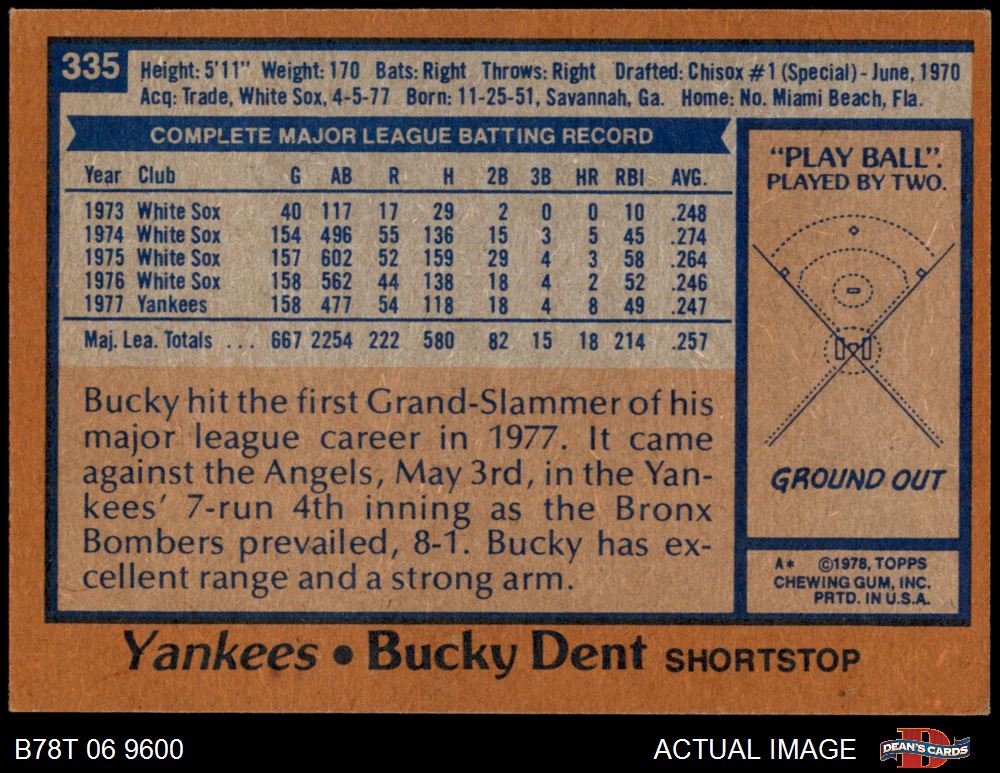 335
Height: 5'11" Weight: 170 Bats: Right Throws: Right Drafted: Chisox #1 (Special) - June, 1970
Acq: Trade, White Sox, 4-5-77 Born: 11-25-51, Savannah, Ga. Home: No. Miami Beach, Fla.
COMPLETE MAJOR LEAGUE BATTING RECORD
Year Club G AB R H 2B 3B HR RBI AVG.
1973 White Sox 40 117 17 29 2 0 0 10 .248
1974 White Sox 154 496 55 136 15 3 5 45 .274
1975 White Sox 157 602 52 159 29 4 3 58 .264
1976 White Sox 158 562 44 138 18 4 2 52 .246
1977 Yankees 158 477 54 118 18 4 8 49 .247
Maj. Lea. Totals ... 667 2254 222 580 82 15 18 214 .257
Bucky hit the first Grand-Slammer of his
major league career in 1977. It came
against the Angels, May 3rd, in the Yan-
kees' 7-run 4th inning as the Bronx
Bombers prevailed, 8-1. Bucky has ex-
cellent range and a strong arm.
"PLAY BALL".
PLAYED BY TWO.
GROUND OUT
A* ©1978, TOPPS
CHEWING GUM, INC.
PRTD. IN U.S.A.
Yankees • Bucky Dent SHORTSTOP
B78T 06 9600
ACTUAL IMAGE
DEAN'S CARDS